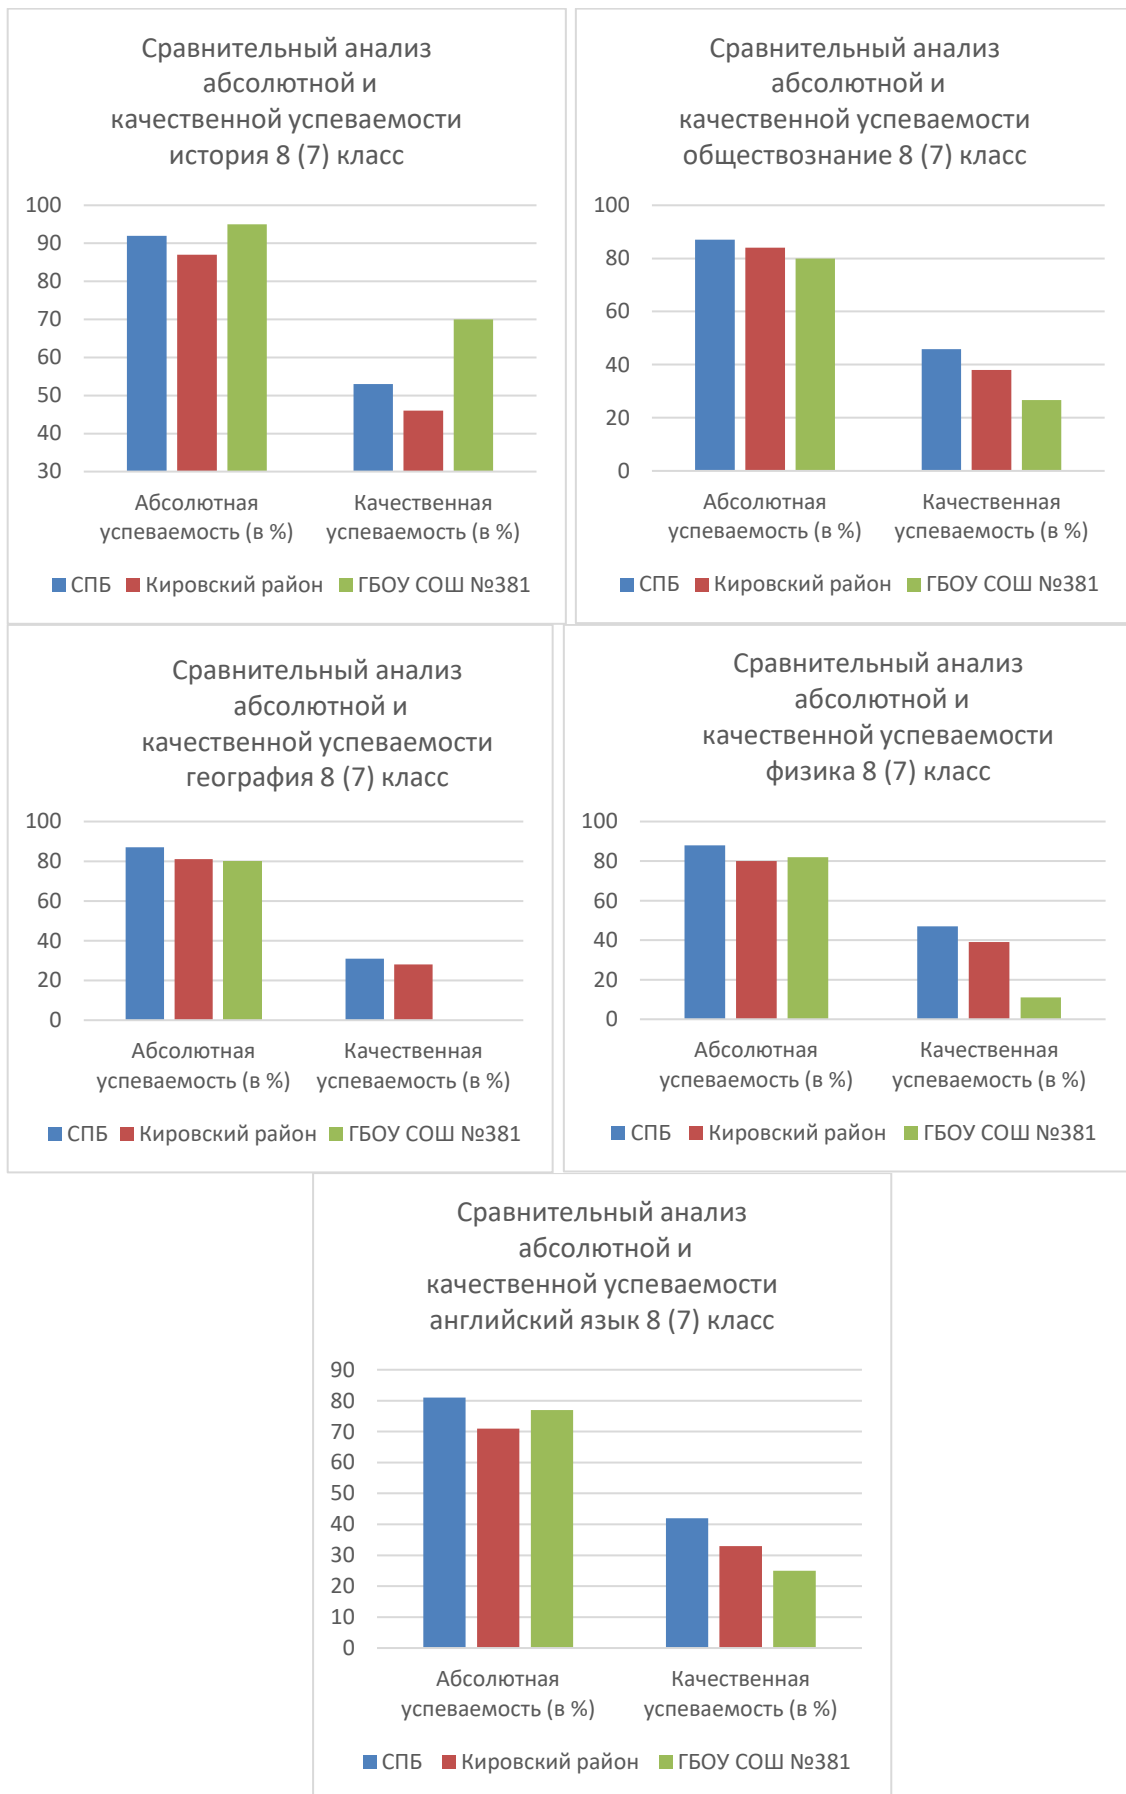 Сравнительный анализ
абсолютной и
качественной успеваемости
история 8 (7) класс
100
90
80
70
60
50
40
30
Абсолютная
успеваемость (в %)
Качественная
успеваемость (в %)
СПБ
Кировский район
ГБОУ СОШ №381
Сравнительный анализ
абсолютной и
качественной успеваемости
обществознание 8 (7) класс
100
80
60
40
20
0
Абсолютная
успеваемость (в %)
Качественная
успеваемость (в %)
СПБ
Кировский район
ГБОУ СОШ №381
Сравнительный анализ
абсолютной и
качественной успеваемости
география 8 (7) класс
100
80
60
40
20
0
Абсолютная
успеваемость (в %)
Качественная
успеваемость (в %)
СПБ
Кировский район
ГБОУ СОШ №381
Сравнительный анализ
абсолютной и
качественной успеваемости
физика 8 (7) класс
100
80
60
40
20
0
Абсолютная
успеваемость (в %)
Качественная
успеваемость (в %)
СПБ
Кировский район
ГБОУ СОШ №381
Сравнительный анализ
абсолютной и
качественной успеваемости
английский язык 8 (7) класс
90
80
70
60
50
40
30
20
10
0
Абсолютная
успеваемость (в %)
Качественная
успеваемость (в %)
СПБ
Кировский район
ГБОУ СОШ №381